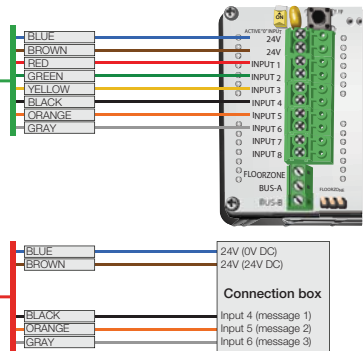 ACTIVE "0" INPUT
ON
BLUE 24V
BROWN 24V
RED INPUT 1
GREEN INPUT 2
YELLOW INPUT 3
BLACK INPUT 4
ORANGE INPUT 5
GRAY INPUT 6
INPUT 7
INPUT 8
FLOORZONE
BUS-A FLOORZONE
BUS-B
BLUE 24V (0V DC)
BROWN 24V (24V DC)
Connection box
BLACK Input 4 (message 1)
ORANGE Input 5 (message 2)
GRAY Input 6 (message 3)